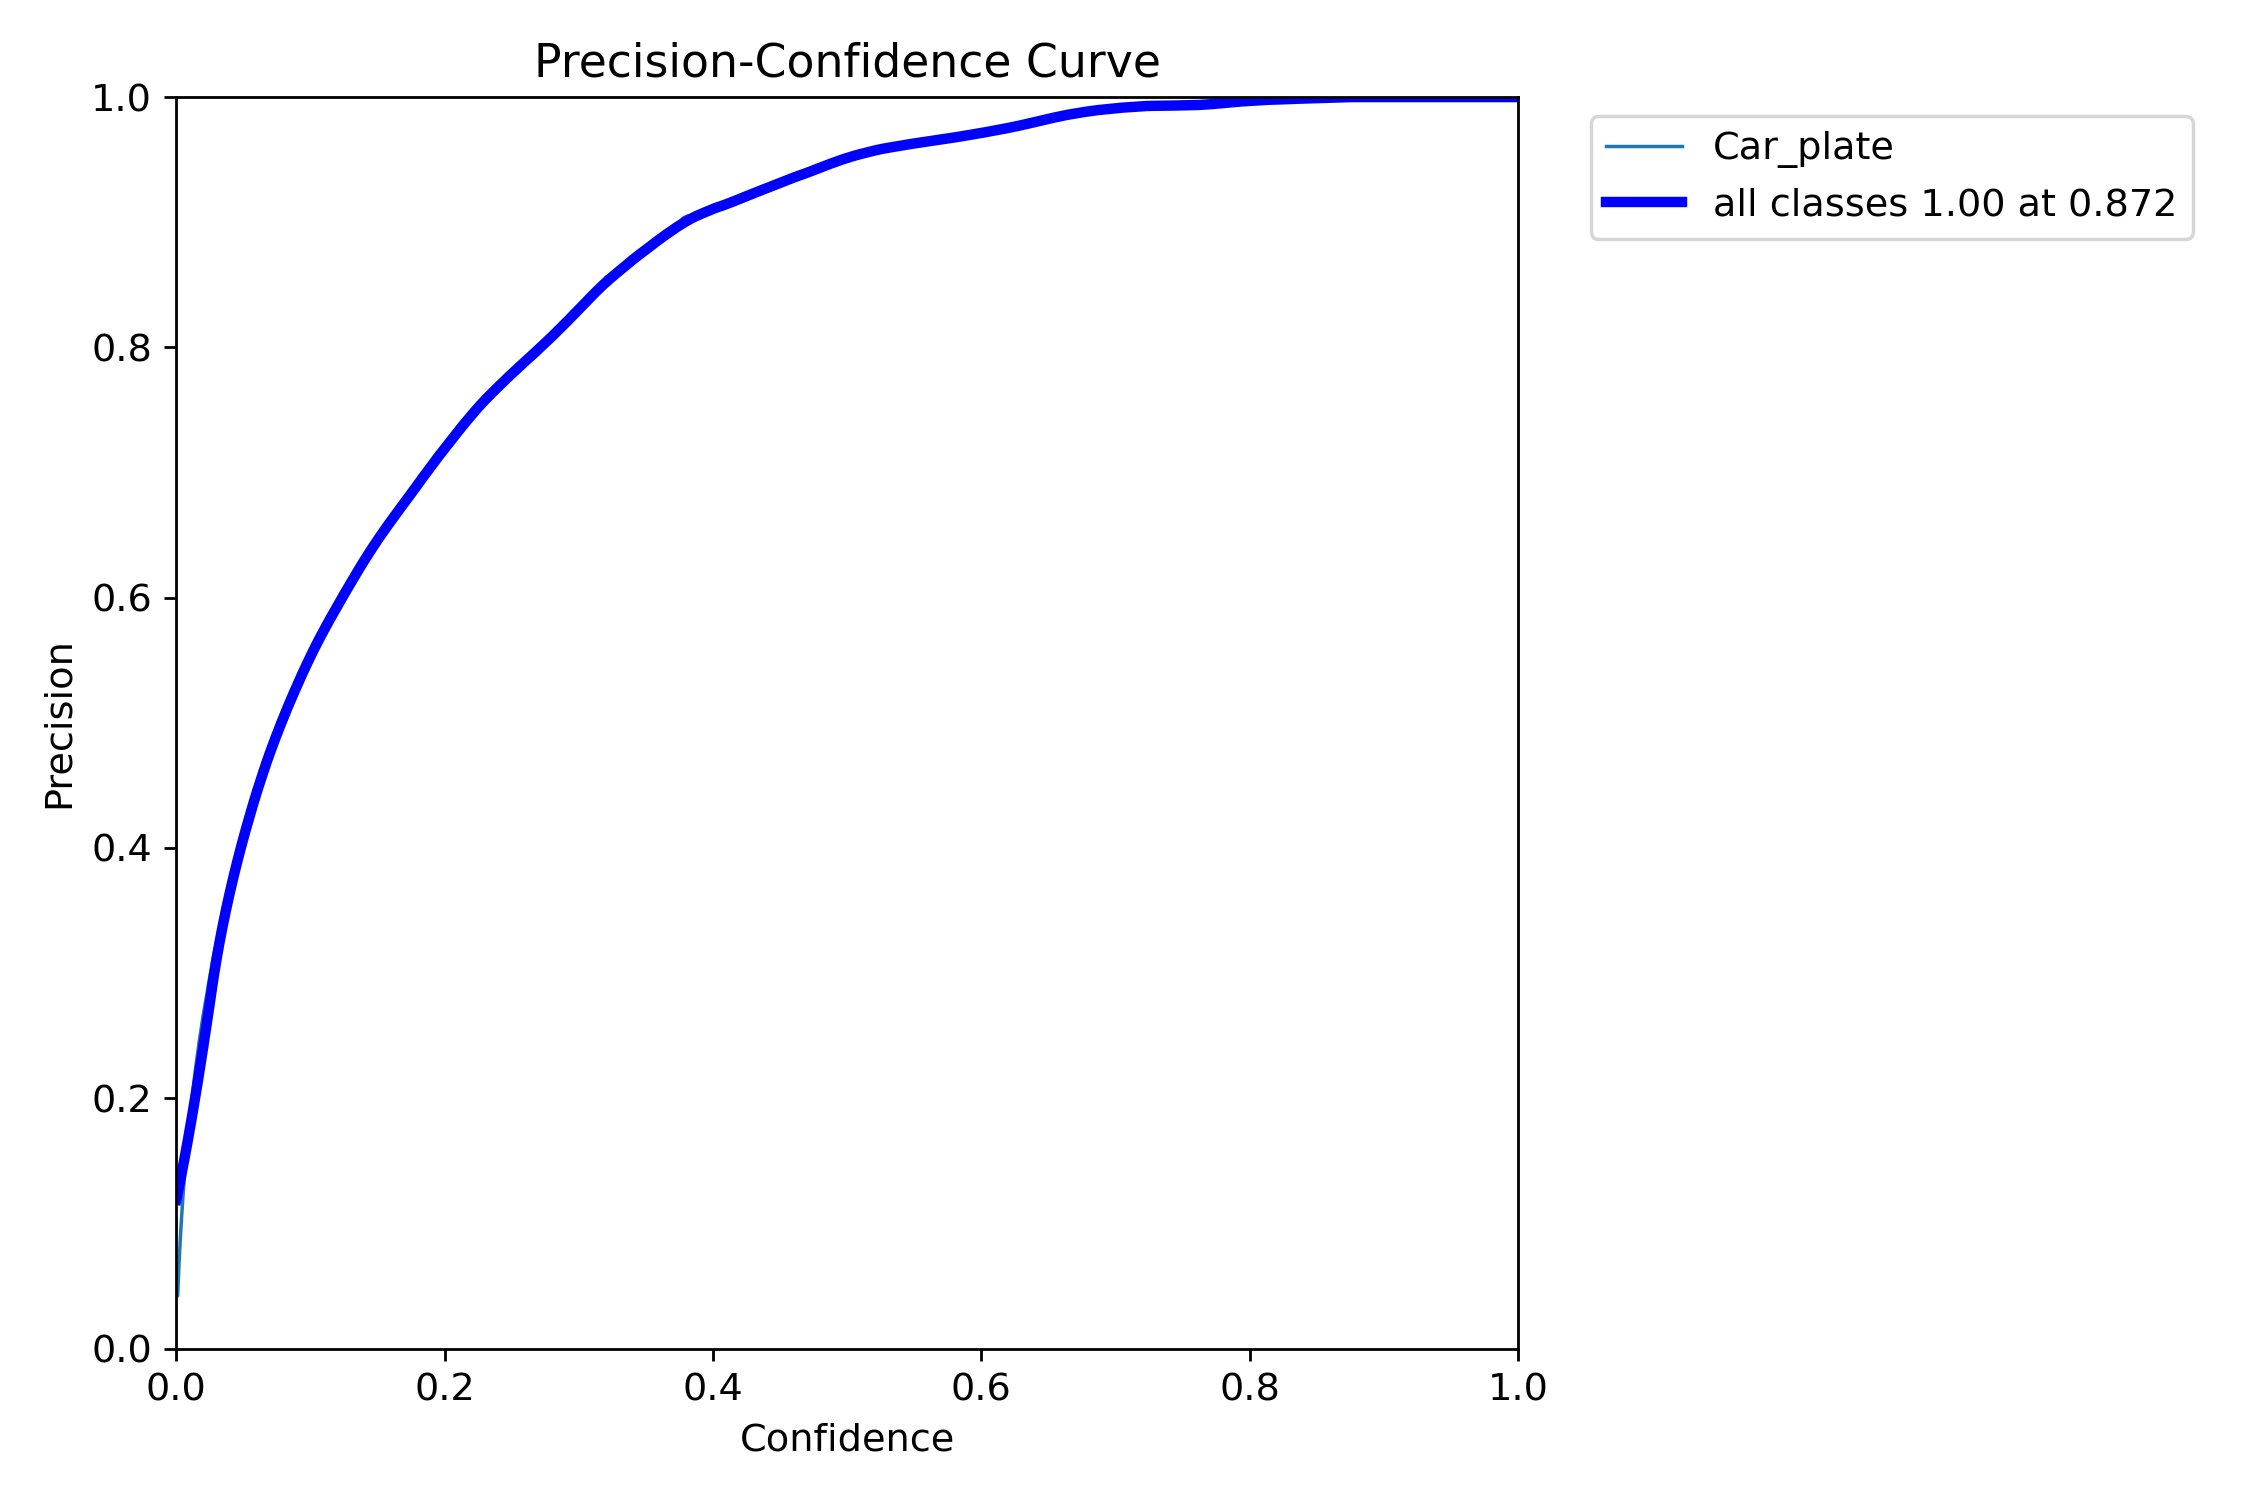 Precision-Confidence Curve
1.0
0.8
0.6
0.4
0.2
0.0
Precision
0.0 0.2 0.4 0.6 0.8 1.0
Confidence
Car_plate
all classes 1.00 at 0.872